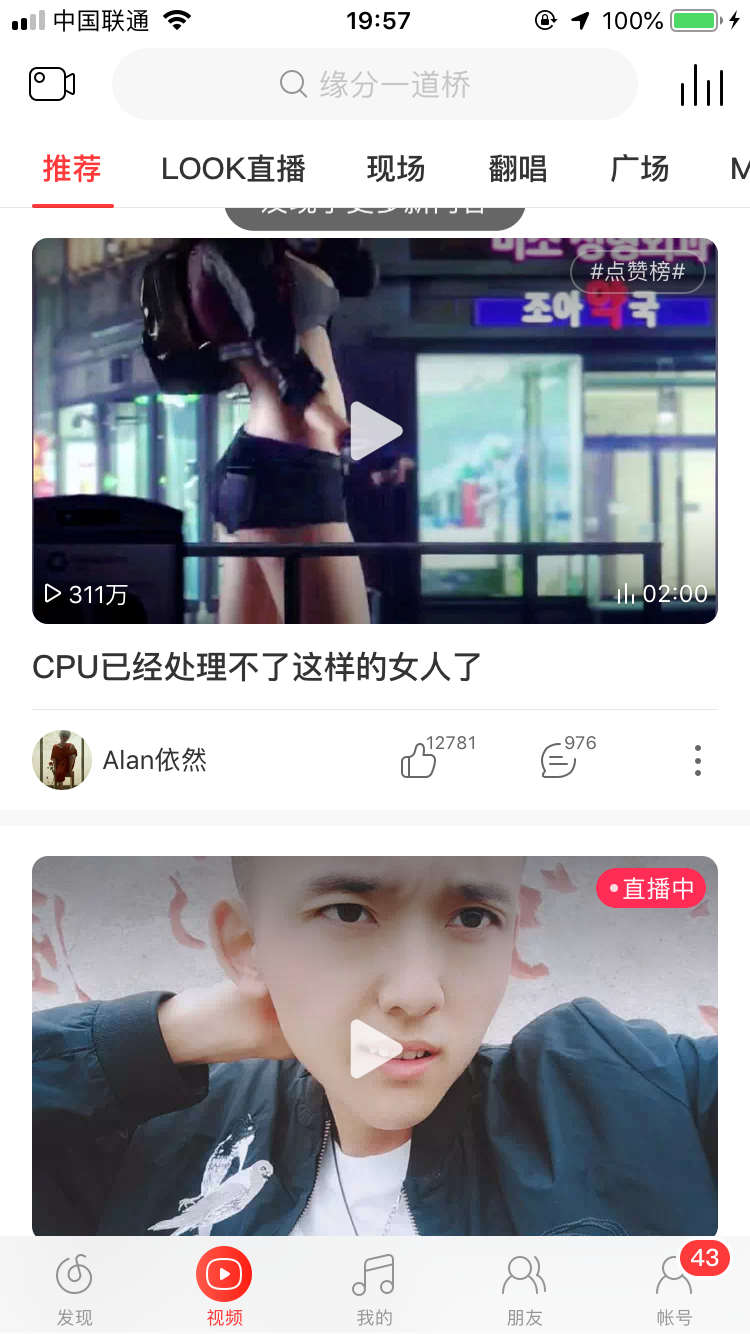 中国联通
19:57
100%
缘分一道桥
推荐
LOOK直播
现场
翻唱
广场
M
#点赞榜#
조아약국
311万
02:00
CPU已经处理不了这样的女人了
Alan依然
12781
976
直播中
发现
视频
我的
朋友
43
帐号